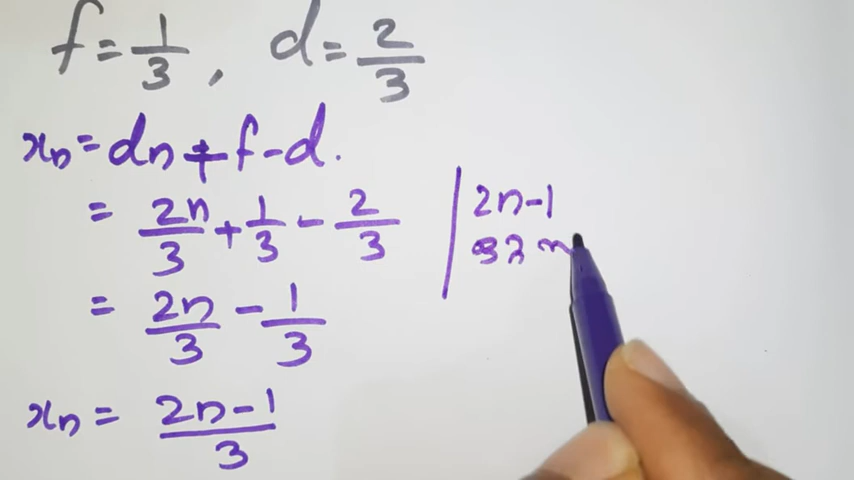 f = 1/3, d = 2/3
xn = dn + f - d.
= 2n/3 + 1/3 - 2/3
= 2n/3 - 1/3
xn = (2n-1)/3
2n-1